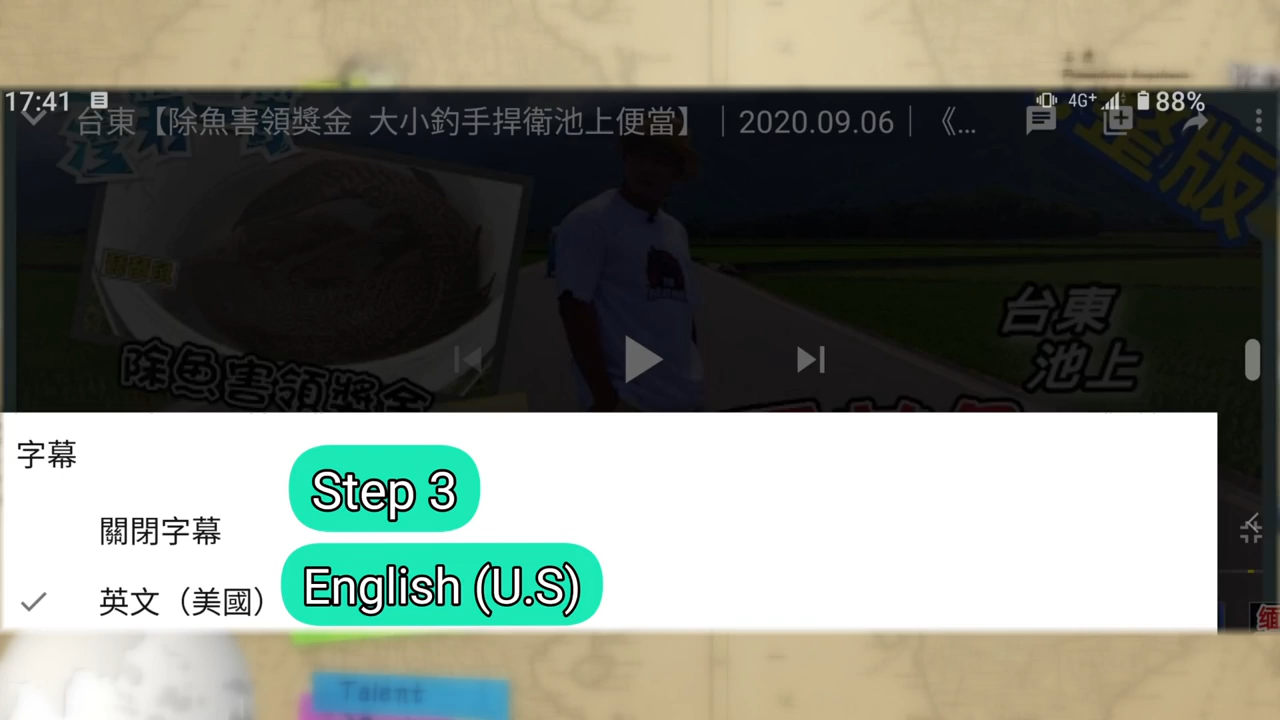 17:41
4G+
88%
台東【除魚害領獎金 大小釣手捍衛池上便當】｜2020.09.06｜《…
整版
除魚害領獎金
台東
池上
字幕
Step 3
關閉字幕
English (U.S)
英文（美國）
Talent